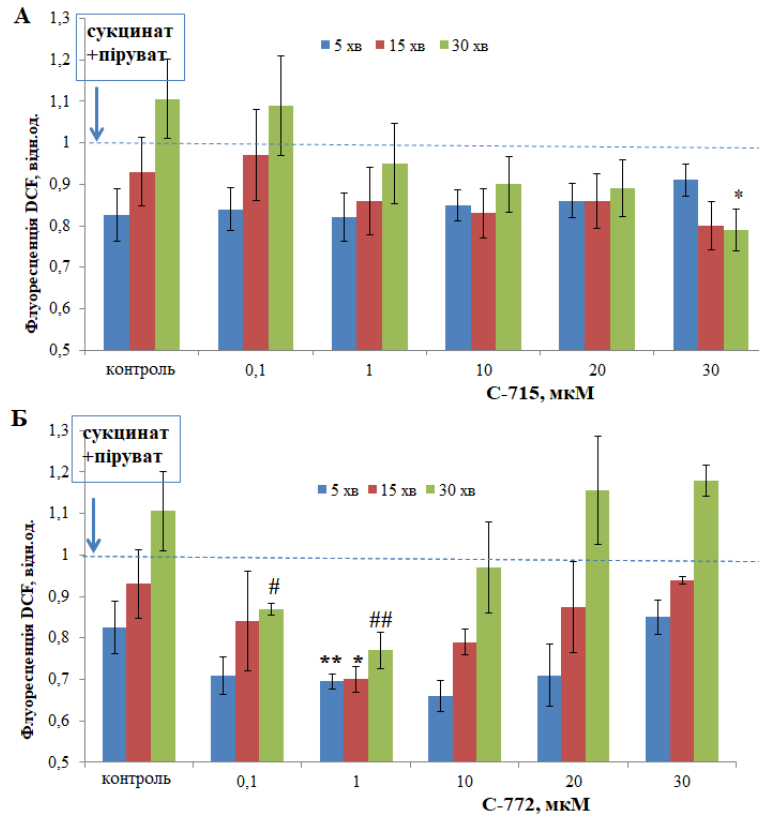 А
1,3
1,2
1,1
1
0,9
0,8
0,7
0,6
0,5
Флуоресценція DCF, відн.од.
сукцинат
+піруват
5 хв 15 хв 30 хв
*
контроль 0,1 1 10 20 30
С-715, мкМ
Б
1,3
1,2
1,1
1
0,9
0,8
0,7
0,6
0,5
Флуоресценція DCF, відн.од.
сукцинат
+піруват
5 хв 15 хв 30 хв
#
** * ##
контроль 0,1 1 10 20 30
С-772, мкМ